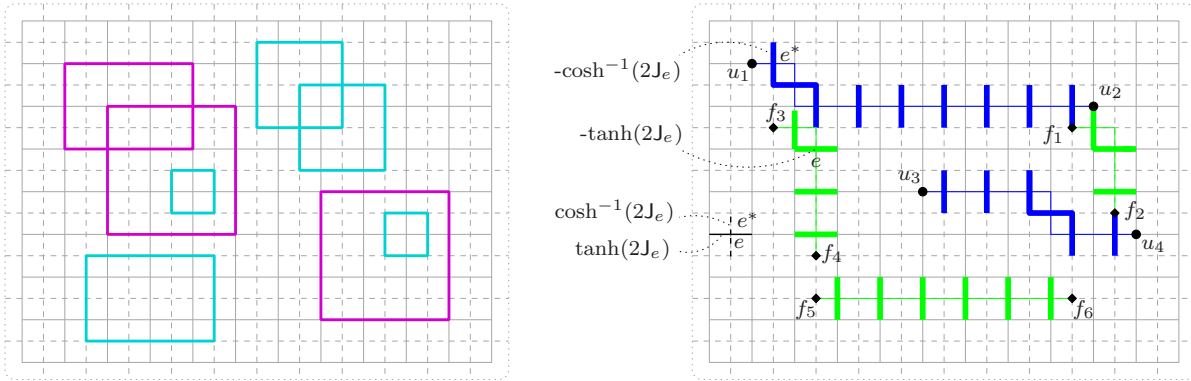 -cosh⁻¹(2J_e)
e*
u₁
u₂
f₃
f₁
-tanh(2J_e)
e
u₃
cosh⁻¹(2J_e)
e*
f₂
tanh(2J_e)
e
u₄
f₄
f₅
f₆